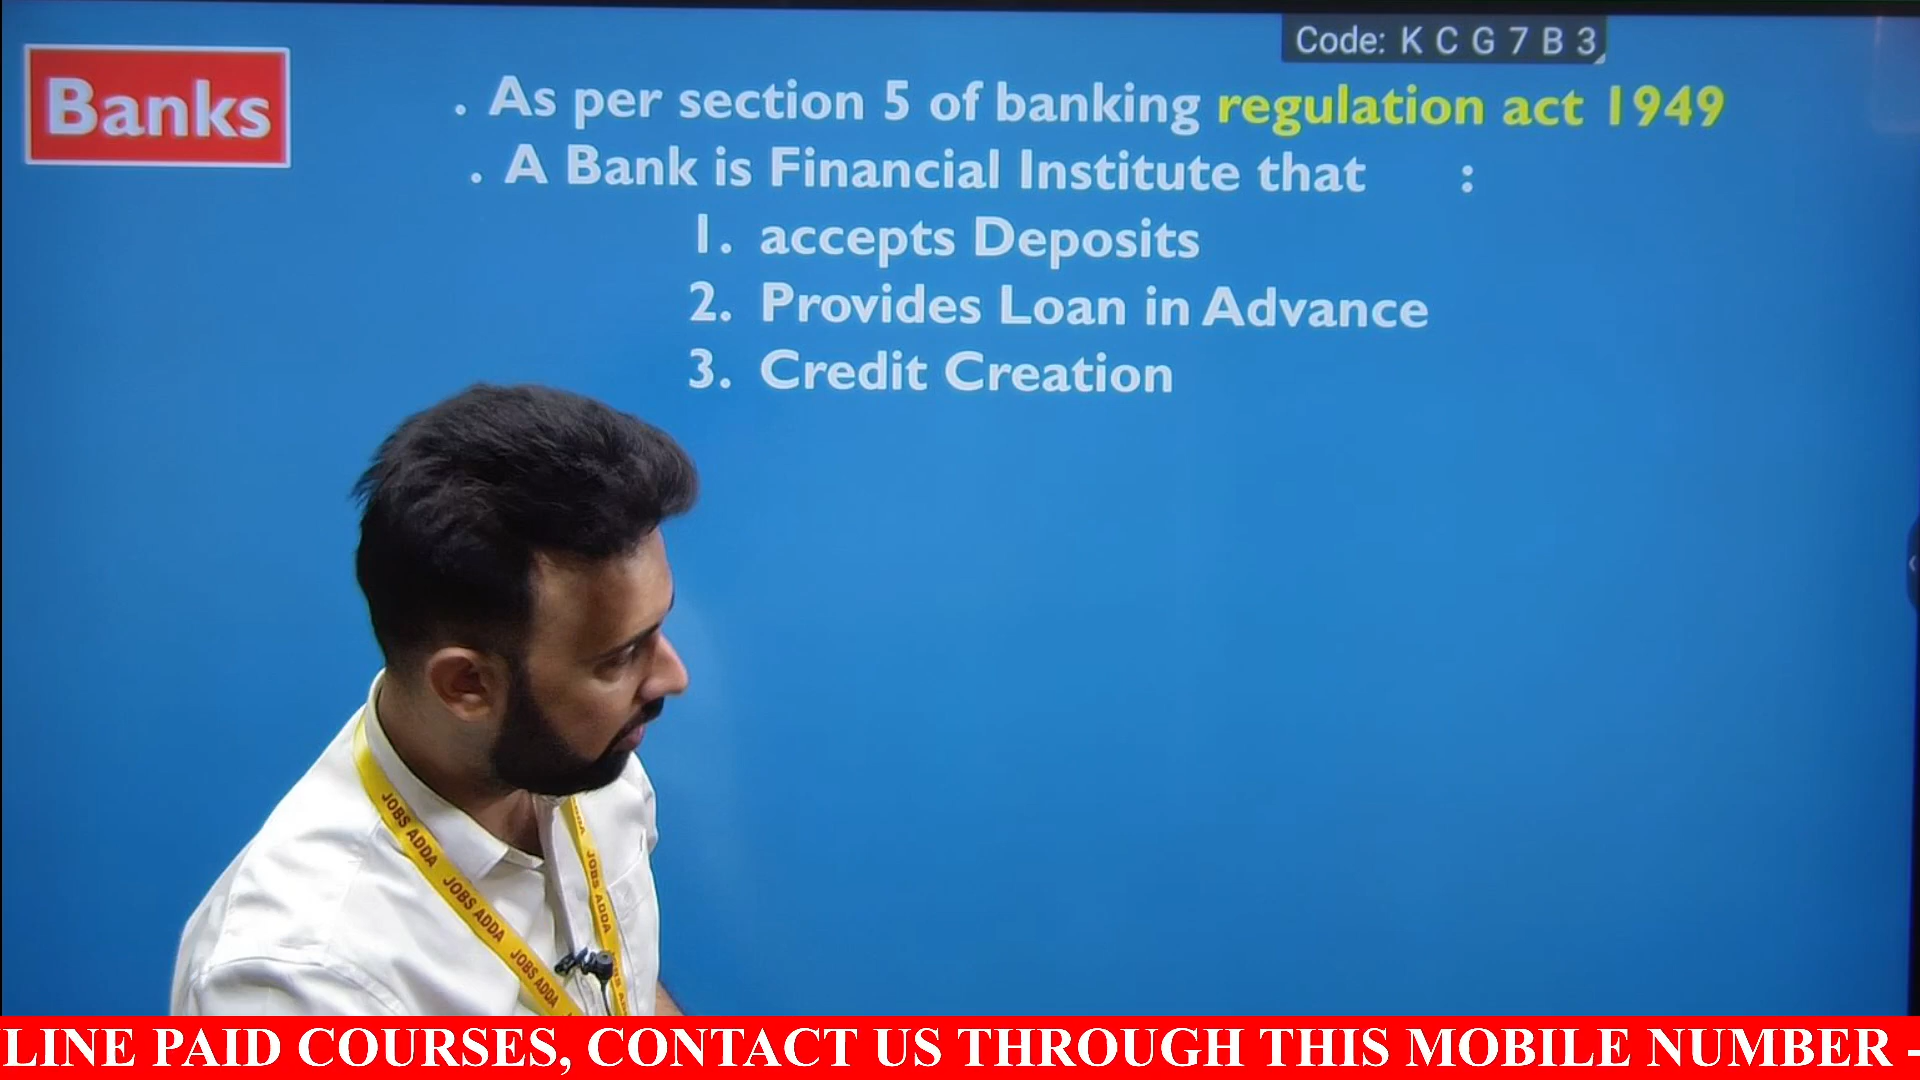 Code: K C G 7 B 3
Banks
. As per section 5 of banking regulation act 1949
. A Bank is Financial Institute that :
1. accepts Deposits
2. Provides Loan in Advance
3. Credit Creation
JOBS ADDA JOBS ADDA JOBS ADDA
JOBS ADDA
LINE PAID COURSES, CONTACT US THROUGH THIS MOBILE NUMBER -